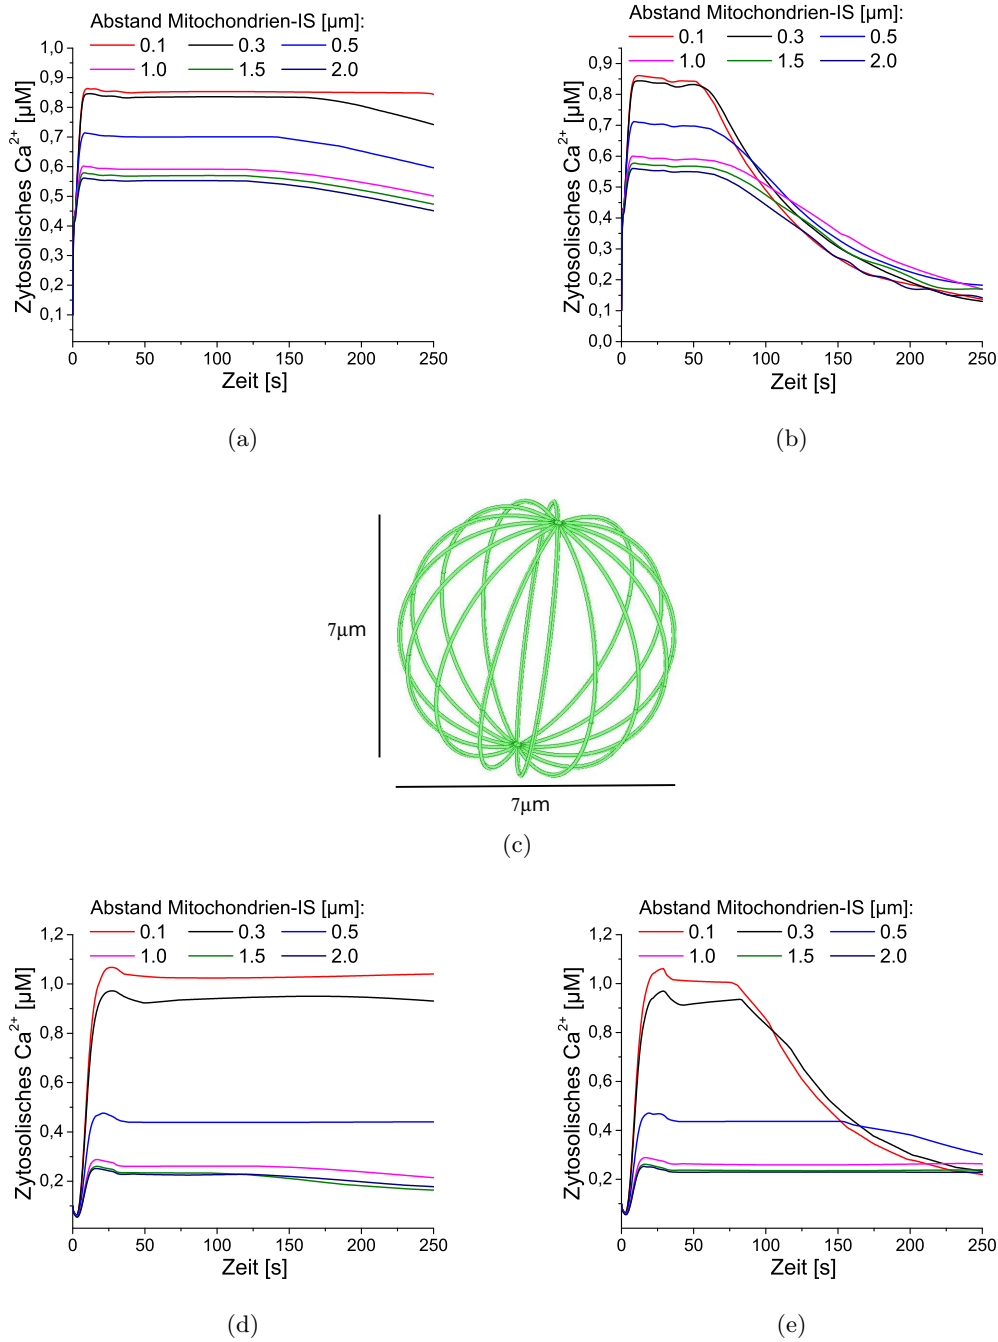 Abstand Mitochondrien-IS [µm]:
0.1 0.3 0.5
1.0 1.5 2.0
Zytosolisches Ca2+ [µM]
1,0
0,9
0,8
0,7
0,6
0,5
0,4
0,3
0,2
0,1
0 50 100 150 200 250
Zeit [s]
(a)
Abstand Mitochondrien-IS [µm]:
0.1 0.3 0.5
1.0 1.5 2.0
Zytosolisches Ca2+ [µM]
0,9
0,8
0,7
0,6
0,5
0,4
0,3
0,2
0,1
0,0
0 50 100 150 200 250
Zeit [s]
(b)
7µm
7µm
(c)
Abstand Mitochondrien-IS [µm]:
0.1 0.3 0.5
1.0 1.5 2.0
Zytosolisches Ca2+ [µM]
1,2
1,0
0,8
0,6
0,4
0,2
0 50 100 150 200 250
Zeit [s]
(d)
Abstand Mitochondrien-IS [µm]:
0.1 0.3 0.5
1.0 1.5 2.0
Zytosolisches Ca2+ [µM]
1,2
1,0
0,8
0,6
0,4
0,2
0 50 100 150 200 250
Zeit [s]
(e)